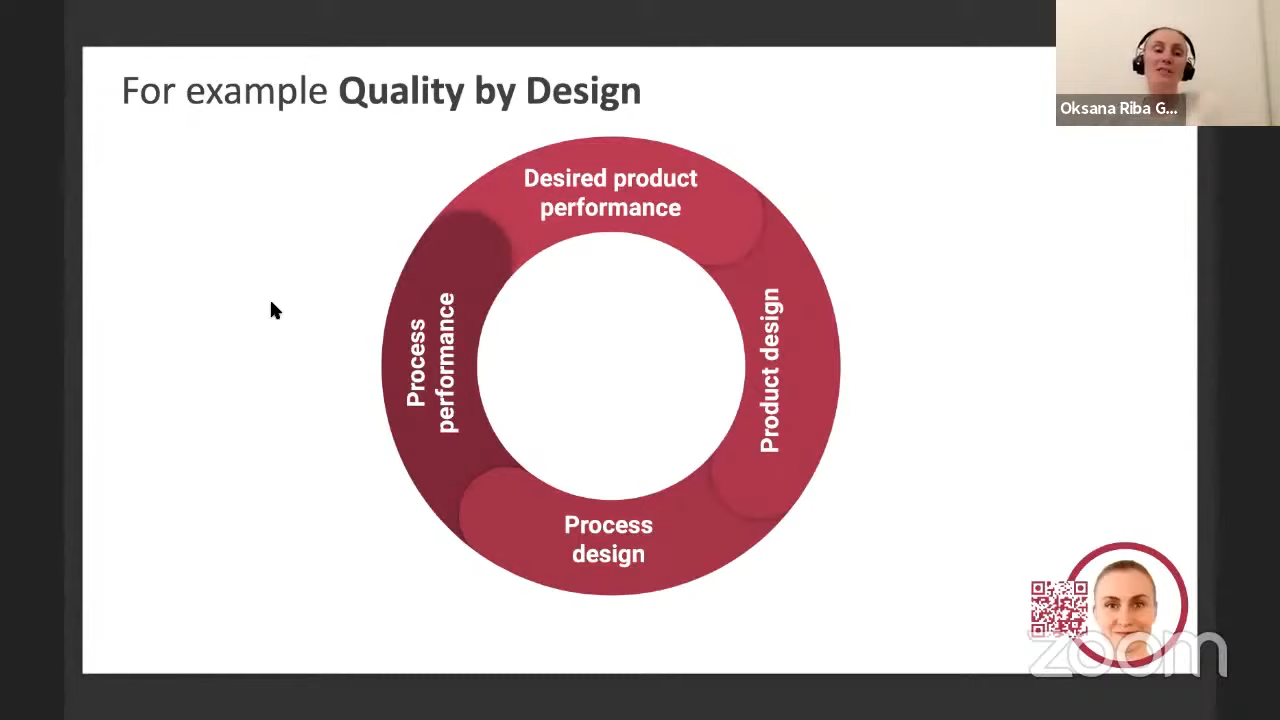 For example Quality by Design
Oksana Riba G...
Desired product
performance
Product design
Process
performance
Process
design
zoom